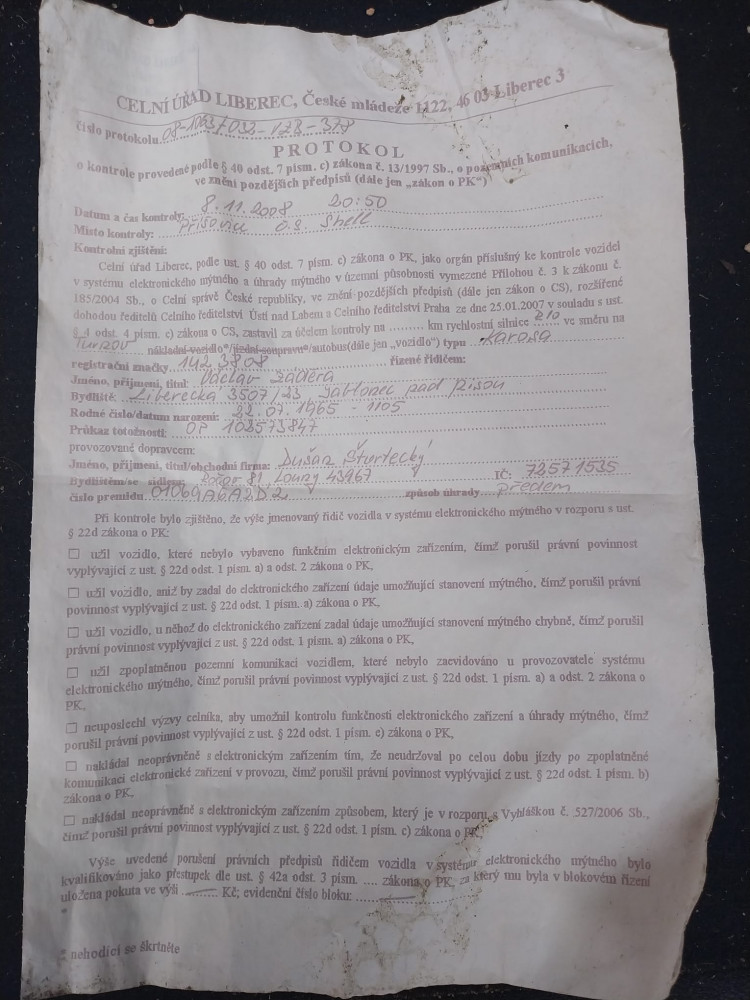 CELNÍ ÚŘAD LIBEREC, České mládeže 1122, 46 03 Liberec 3
číslo protokolu 032-178-378
PROTOKOL
o kontrole provedené podle § 40 odst. 7 písm. c) zákona č. 13/1997 Sb., o pozemních komunikacích,
ve znění pozdějších předpisů (dále jen „zákon o PK“)
Datum a čas kontroly: 8.11.2008 20:50
Místo kontroly: Příšovice Shell
Kontrolní zjištění:
Celní úřad Liberec, podle ust. § 40 odst. 7 písm. c) zákona o PK, jako orgán příslušný ke kontrole vozidel
v systému elektronického mýtného a úhrady mýtného v územní působnosti vymezené Přílohou č. 3 k zákonu č.
185/2004 Sb., o Celní správě České republiky, ve znění pozdějších předpisů (dále jen zákon o CS), rozšířené
dohodou ředitelů Celního ředitelství Ústí nad Labem a Celního ředitelství Praha ze dne 25.01.2007 v souladu s ust.
§ 4 odst. 4 písm. c) zákona o CS, zastavil za účelem kontroly na ......... km rychlostní silnice R10 ve směru na
Turnov nákladní vozidlo*/jízdní soupravu*/autobus(dále jen „vozidlo“) typu Karosa
registrační značky 1L2 3808 řízené řidičem:
Jméno, příjmení, titul: Václav
Bydliště: Liberecká 3507/23 Jablonec nad Nisou
Rodné číslo/datum narození: 22.07.1965 - 1105
Průkaz totožnosti: OP 103573847
provozované dopravcem:
Jméno, příjmení, titul/obchodní firma: Dušan Štvrtecký
Bydliště/se sídlem: 81, Louny 43967 IČ: 72571535
číslo premidu 01069A6A2D2 způsob úhrady předem
Při kontrole bylo zjištěno, že výše jmenovaný řidič vozidla v systému elektronického mýtného v rozporu s ust.
§ 22d zákona o PK:
☐ užil vozidlo, které nebylo vybaveno funkčním elektronickým zařízením, čímž porušil právní povinnost
vyplývající z ust. § 22d odst. 1 písm. a) a odst. 2 zákona o PK,
☐ užil vozidlo, aniž by zadal do elektronického zařízení údaje umožňující stanovení mýtného, čímž porušil právní
povinnost vyplývající z ust. § 22d odst. 1 písm. a) zákona o PK,
☐ užil vozidlo, u něhož do elektronického zařízení zadal údaje umožňující stanovení mýtného chybně, čímž porušil
právní povinnost vyplývající z ust. § 22d odst. 1 písm. a) zákona o PK,
☐ užil zpoplatněnou pozemní komunikaci vozidlem, které nebylo zaevidováno u provozovatele systému
elektronického mýtného, čímž porušil právní povinnost vyplývající z ust. § 22d odst. 1 písm. a) a odst. 2 zákona o
PK,
☐ neuposlechl výzvy celníka, aby umožnil kontrolu funkčnosti elektronického zařízení a úhrady mýtného, čímž
porušil právní povinnost vyplývající z ust. § 22d odst. 1 písm. e) zákona o PK,
☐ nakládal neoprávněně s elektronickým zařízením tím, že neudržoval po celou dobu jízdy po zpoplatněné
komunikaci elektronické zařízení v provozu, čímž porušil právní povinnost vyplývající z ust. § 22d odst. 1 písm. b)
zákona o PK,
☐ nakládal neoprávněně s elektronickým zařízením způsobem, který je v rozporu s Vyhláškou č. 527/2006 Sb.,
čímž porušil právní povinnost vyplývající z ust. § 22d odst. 1 písm. c) zákona o PK.
Výše uvedené porušení právních předpisů řidičem vozidla v systému elektronického mýtného bylo
kvalifikováno jako přestupek dle ust. § 42a odst. 3 písm. .... zákona o PK, za který mu byla v blokovém řízení
uložena pokuta ve výši ......... Kč; evidenční číslo bloku: ............
*
* nehodící se škrtněte